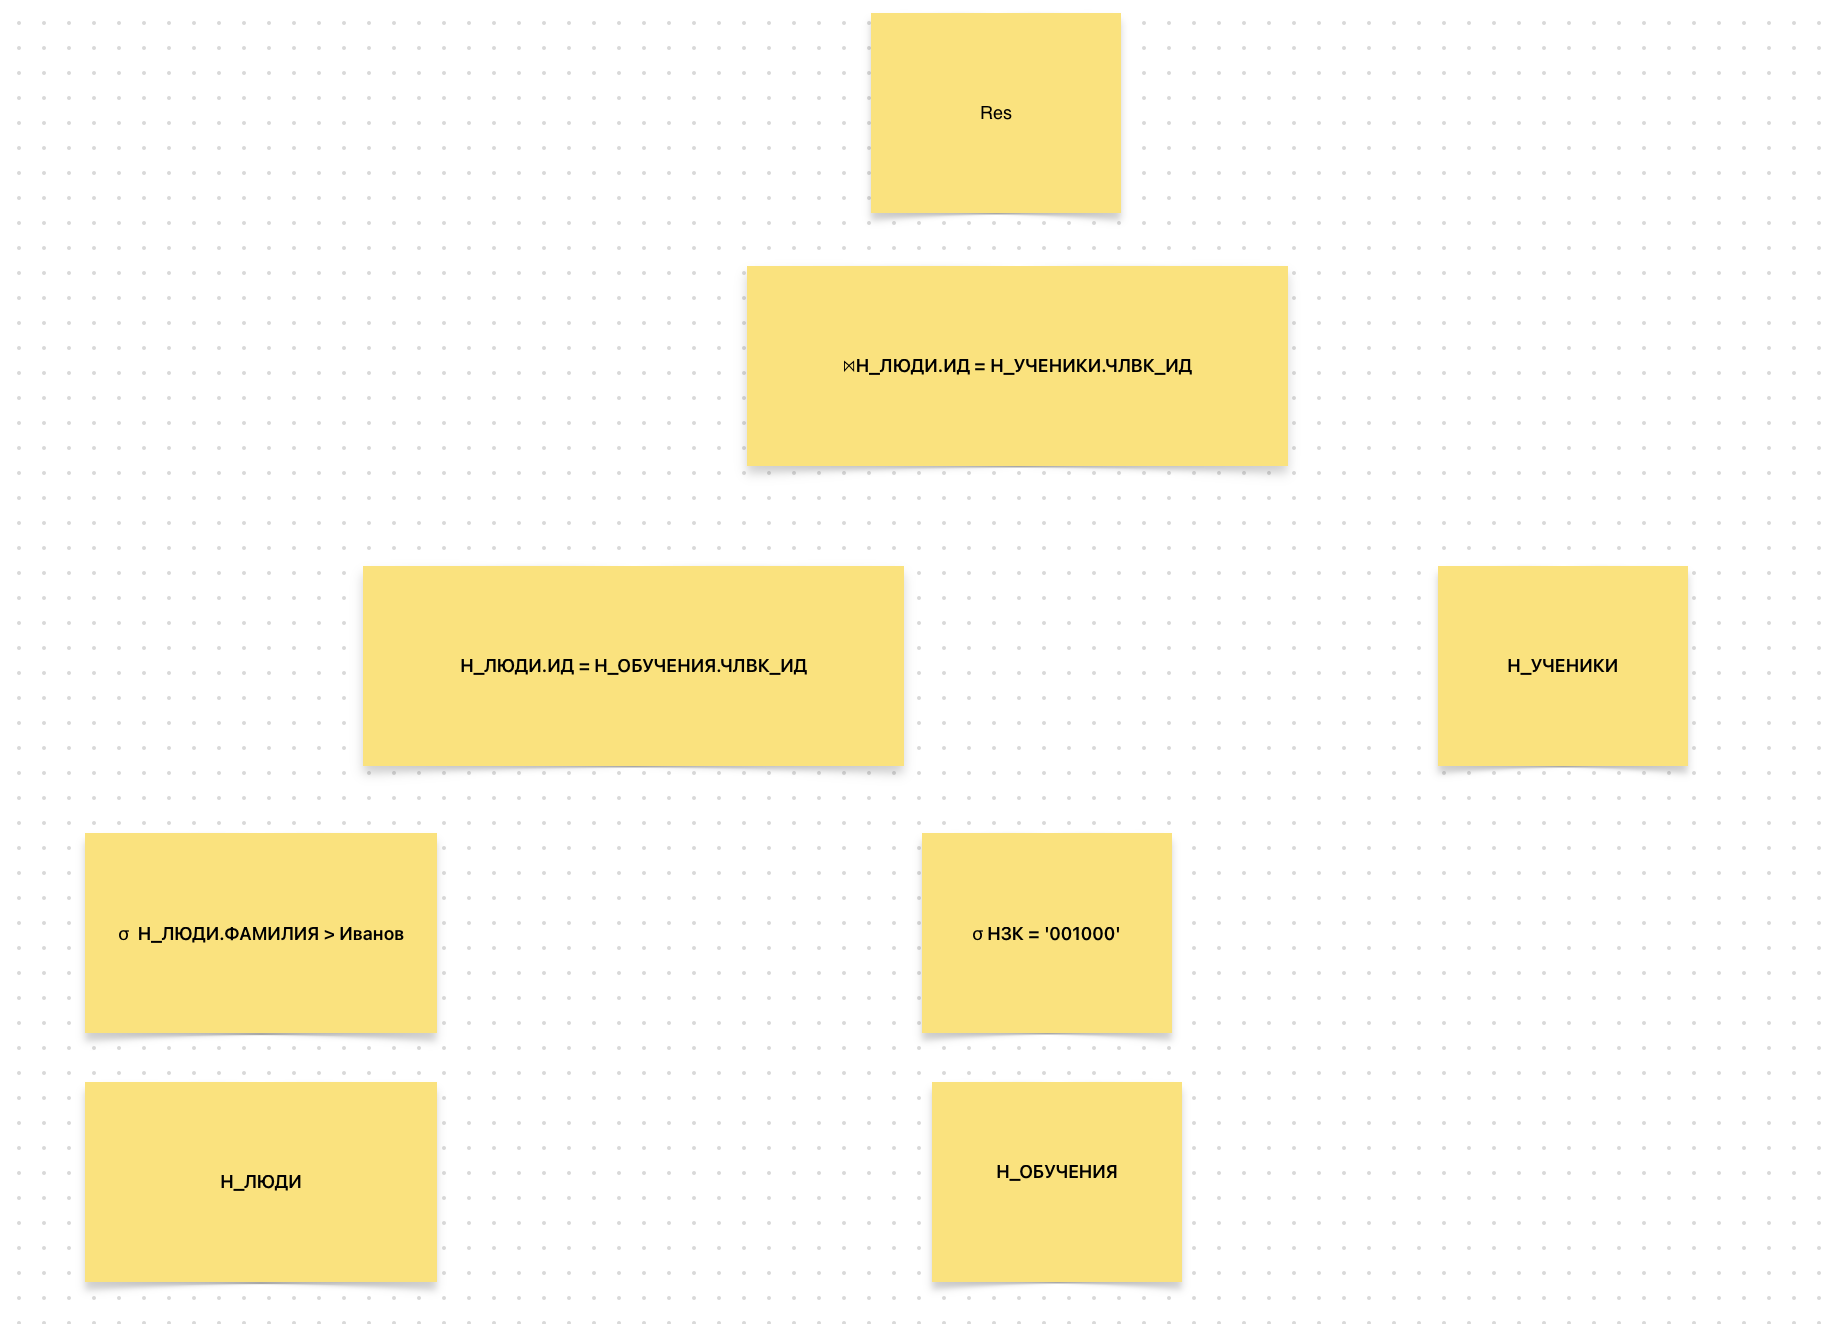 Res
⋈Н_ЛЮДИ.ИД = Н_УЧЕНИКИ.ЧЛВК_ИД
Н_ЛЮДИ.ИД = Н_ОБУЧЕНИЯ.ЧЛВК_ИД
Н_УЧЕНИКИ
σ Н_ЛЮДИ.ФАМИЛИЯ > Иванов
σ НЗК = '001000'
Н_ЛЮДИ
Н_ОБУЧЕНИЯ